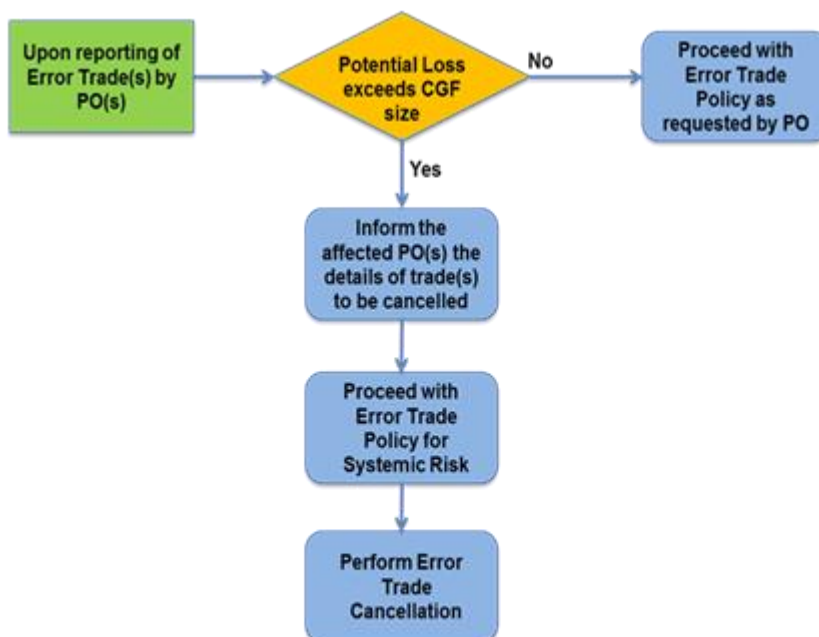 Upon reporting of
Error Trade(s) by
PO(s)
Potential Loss
exceeds CGF
size
No
Proceed with
Error Trade
Policy as
requested by PO
Yes
Inform the
affected PO(s) the
details of trade(s)
to be cancelled
Proceed with
Error Trade
Policy for
Systemic Risk
Perform Error
Trade
Cancellation